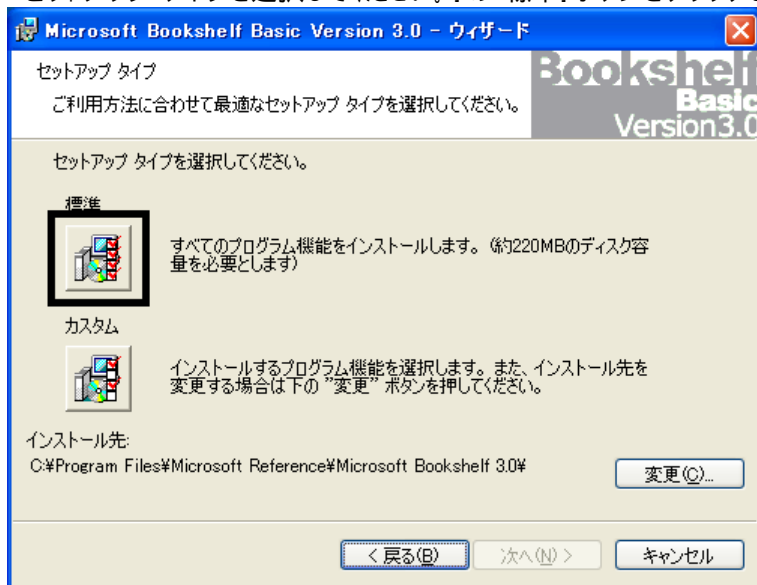 Microsoft Bookshelf Basic Version 3.0 - ウィザード
セットアップ タイプ
ご利用方法に合わせて最適なセットアップ タイプを選択してください。
Bookshelf
Basic
Version3.0
セットアップ タイプを選択してください。
標準
すべてのプログラム機能をインストールします。（約220MBのディスク容
量を必要とします）
カスタム
インストールするプログラム機能を選択します。また、インストール先を
変更する場合は下の "変更" ボタンを押してください。
インストール先:
C:¥Program Files¥Microsoft Reference¥Microsoft Bookshelf 3.0¥
変更(C)...
< 戻る(B)
次へ(N) >
キャンセル